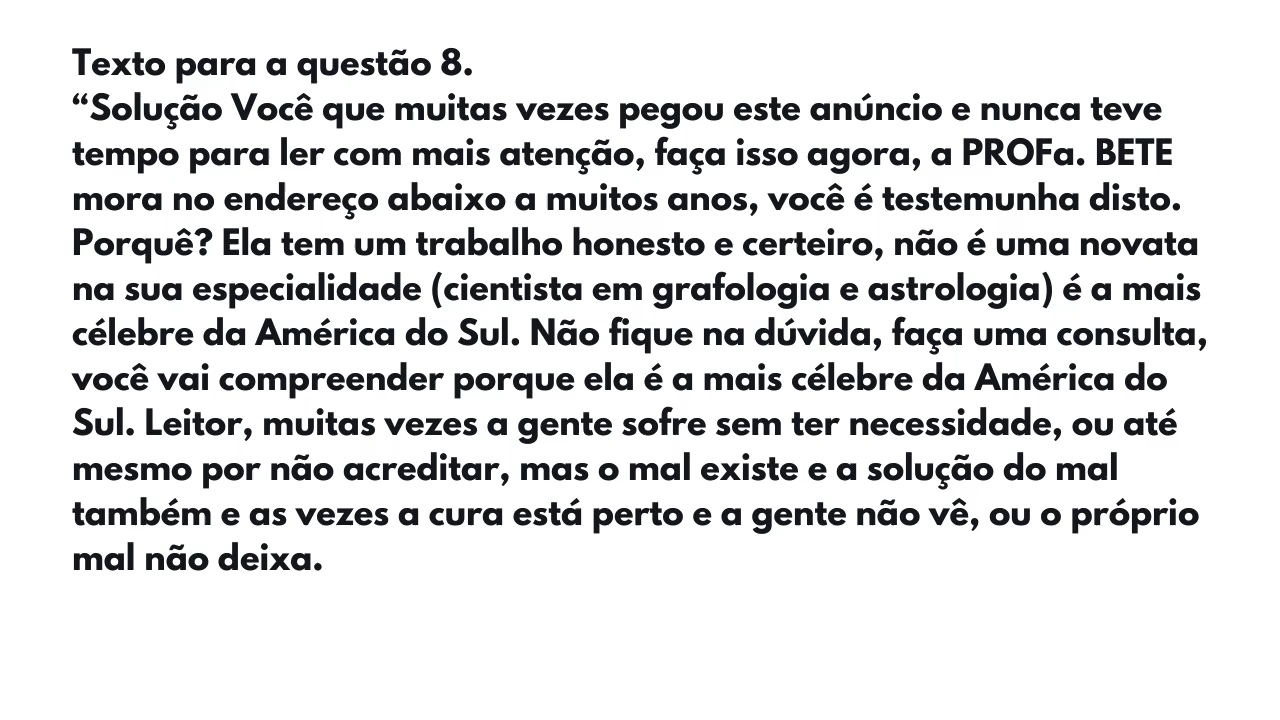 Texto para a questão 8.
“Solução Você que muitas vezes pegou este anúncio e nunca teve
tempo para ler com mais atenção, faça isso agora, a PROFa. BETE
mora no endereço abaixo a muitos anos, você é testemunha disto.
Porquê? Ela tem um trabalho honesto e certeiro, não é uma novata
na sua especialidade (cientista em grafologia e astrologia) é a mais
célebre da América do Sul. Não fique na dúvida, faça uma consulta,
você vai compreender porque ela é a mais célebre da América do
Sul. Leitor, muitas vezes a gente sofre sem ter necessidade, ou até
mesmo por não acreditar, mas o mal existe e a solução do mal
também e as vezes a cura está perto e a gente não vê, ou o próprio
mal não deixa.